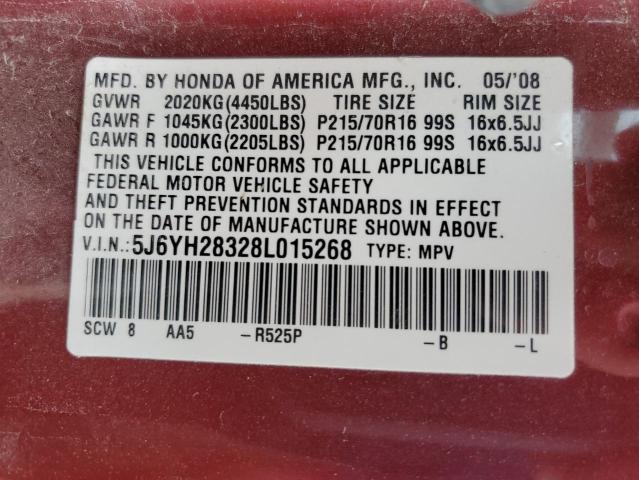 MFD. BY HONDA OF AMERICA MFG., INC. 05/'08
GVWR 2020KG(4450LBS) TIRE SIZE RIM SIZE
GAWR F 1045KG(2300LBS) P215/70R16 99S 16x6.5JJ
GAWR R 1000KG(2205LBS) P215/70R16 99S 16x6.5JJ
THIS VEHICLE CONFORMS TO ALL APPLICABLE
FEDERAL MOTOR VEHICLE SAFETY
AND THEFT PREVENTION STANDARDS IN EFFECT
ON THE DATE OF MANUFACTURE SHOWN ABOVE.
V.I.N.:5J6YH28328L015268 TYPE: MPV
SCW 8 AA5 -R525P -B -L